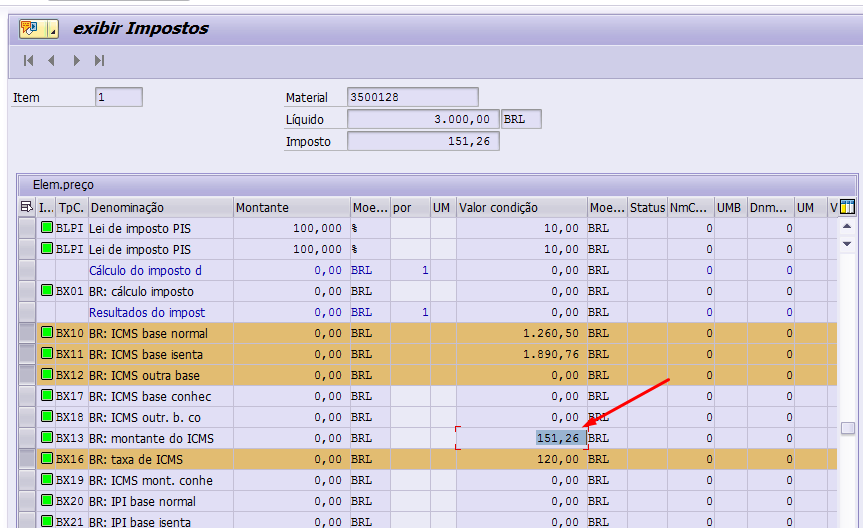 exibir Impostos
Item 1 Material 3500128
Líquido 3.000,00 BRL
Imposto 151,26
Elem.preço
I... TpC. Denominação Montante Moe... por UM Valor condição Moe... Status NmC... UMB Dnm... UM V
BLPI Lei de imposto PIS 100,000 % 10,00 BRL 0 0
BLPI Lei de imposto PIS 100,000 % 10,00 BRL 0 0
Cálculo do imposto d 0,00 BRL 1 0,00 BRL 0 0
BX01 BR: cálculo imposto 0,00 BRL 0,00 BRL 0 0
Resultados do impost 0,00 BRL 1 0,00 BRL 0 0
BX10 BR: ICMS base normal 0,00 BRL 1.260,50 BRL 0 0
BX11 BR: ICMS base isenta 0,00 BRL 1.890,76 BRL 0 0
BX12 BR: ICMS outra base 0,00 BRL 0,00 BRL 0 0
BX17 BR: ICMS base conhec 0,00 BRL 0,00 BRL 0 0
BX18 BR: ICMS outr. b. co 0,00 BRL 0,00 BRL 0 0
BX13 BR: montante do ICMS 0,00 BRL 151,26 BRL 0 0
BX16 BR: taxa de ICMS 0,00 BRL 120,00 BRL 0 0
BX19 BR: ICMS mont. conhe 0,00 BRL 0,00 BRL 0 0
BX20 BR: IPI base normal 0,00 BRL 0,00 BRL 0 0
BX21 BR: IPI base isenta 0,00 BRL 0,00 BRL 0 0